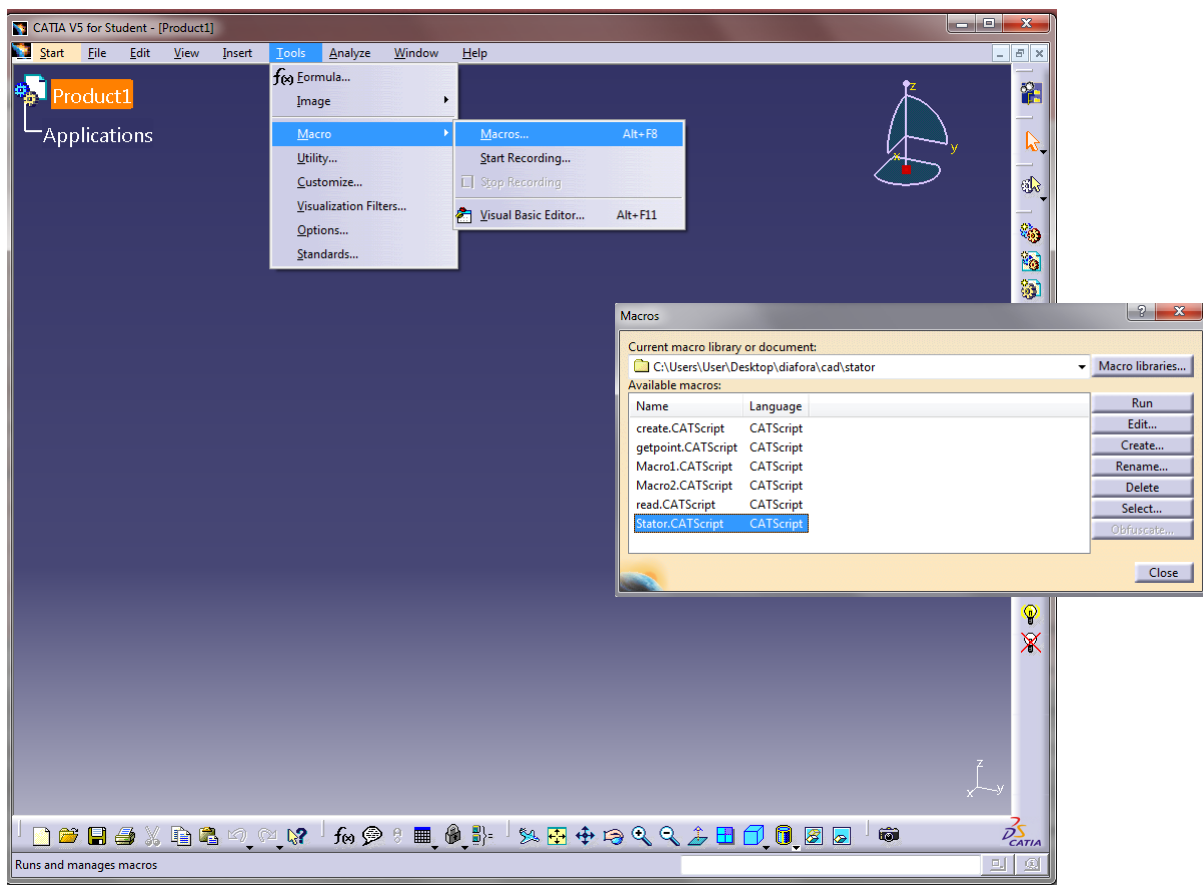 CATIA V5 for Student - [Product1]
Start File Edit View Insert Tools Analyze Window Help
Product1
Applications
Formula...
Image
Macro
Utility...
Customize...
Visualization Filters...
Options...
Standards...
Macros... Alt+F8
Start Recording...
Stop Recording
Visual Basic Editor... Alt+F11
z
y
x
Macros
Current macro library or document:
C:\Users\User\Desktop\diafora\cad\stator
Macro libraries...
Available macros:
Name Language
create.CATScript CATScript
getpoint.CATScript CATScript
Macro1.CATScript CATScript
Macro2.CATScript CATScript
read.CATScript CATScript
Stator.CATScript CATScript
Run
Edit...
Create...
Rename...
Delete
Select...
Obfuscate...
Close
z
x y
CATIA
Runs and manages macros